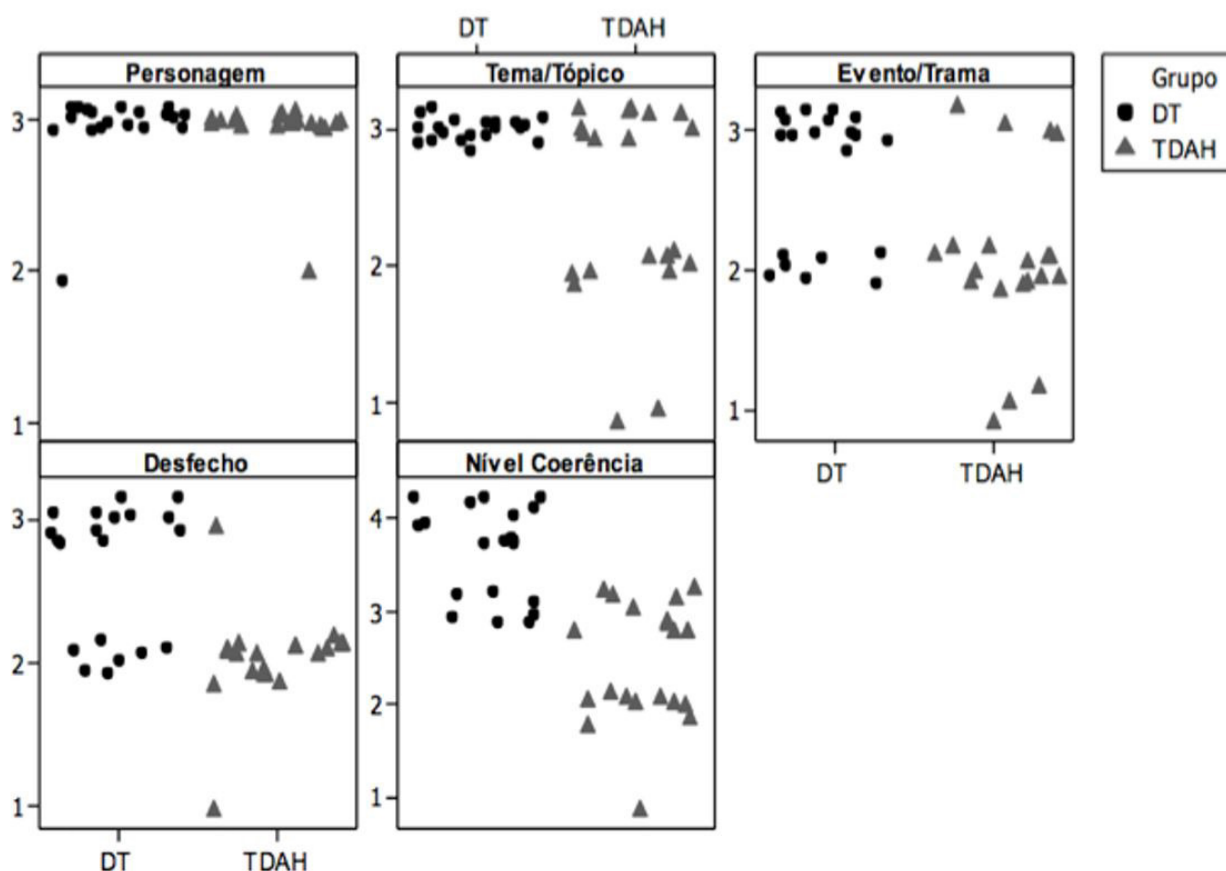 DT TDAH
Personagem Tema/Tópico Evento/Trama
3 3 3
2 2 2
1 1 1
Grupo
DT
TDAH
DT TDAH
Desfecho Nível Coerência
3 4
2 3
1 2
1
DT TDAH